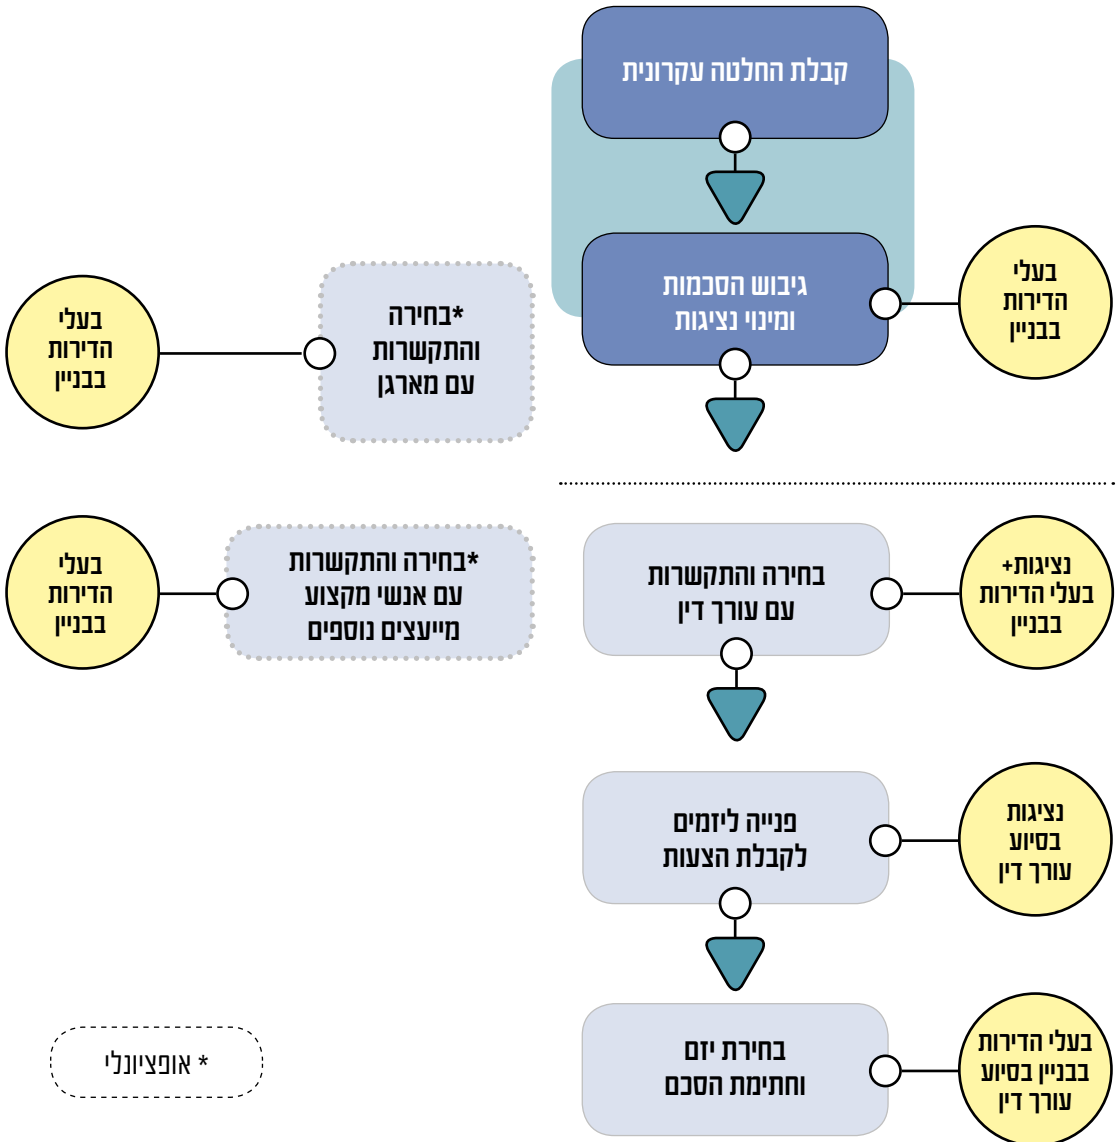 קבלת החלטה עקרונית
גיבוש הסכמות
ומינוי נציגות
בעלי
הדירות
בבניין
*בחירה
והתקשרות
עם מארגן
בעלי
הדירות
בבניין
בחירה והתקשרות
עם עורך דין
נציגות+
בעלי הדירות
בבניין
*בחירה והתקשרות
עם אנשי מקצוע
מייעצים נוספים
בעלי
הדירות
בבניין
פנייה ליזמים
לקבלת הצעות
נציגות
בסיוע
עורך דין
בחירת יזם
וחתימת הסכם
בעלי הדירות
בבניין בסיוע
עורך דין
* אופציונלי